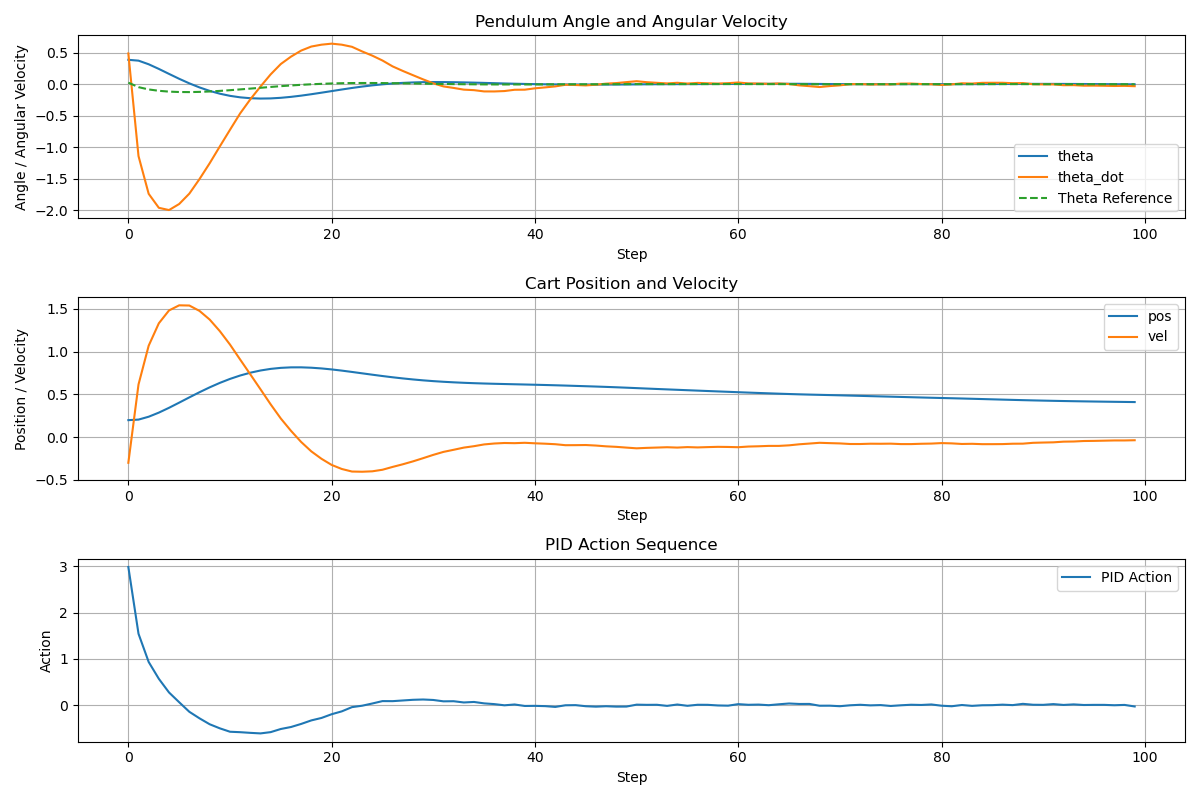 Pendulum Angle and Angular Velocity
Angle / Angular Velocity
0.5
0.0
−0.5
−1.0
−1.5
−2.0
theta
theta_dot
Theta Reference
0 20 40 60 80 100
Step
Cart Position and Velocity
Position / Velocity
1.5
1.0
0.5
0.0
−0.5
pos
vel
0 20 40 60 80 100
Step
PID Action Sequence
Action
3
2
1
0
PID Action
0 20 40 60 80 100
Step